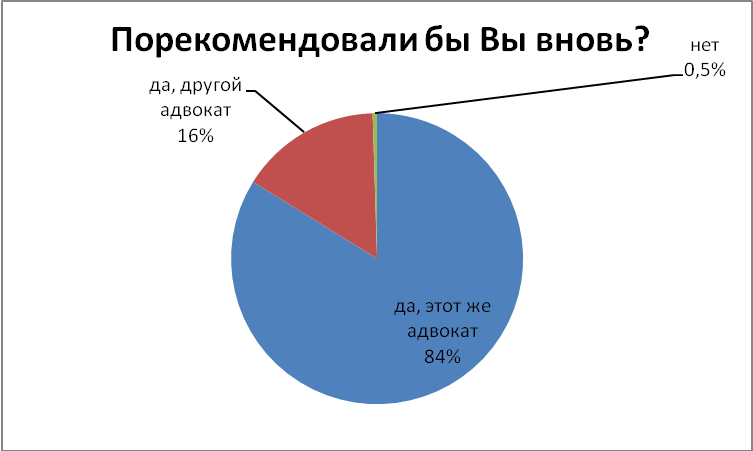 Порекомендовали бы Вы вновь?
нет
0,5%
да, другой
адвокат
16%
да, этот же
адвокат
84%